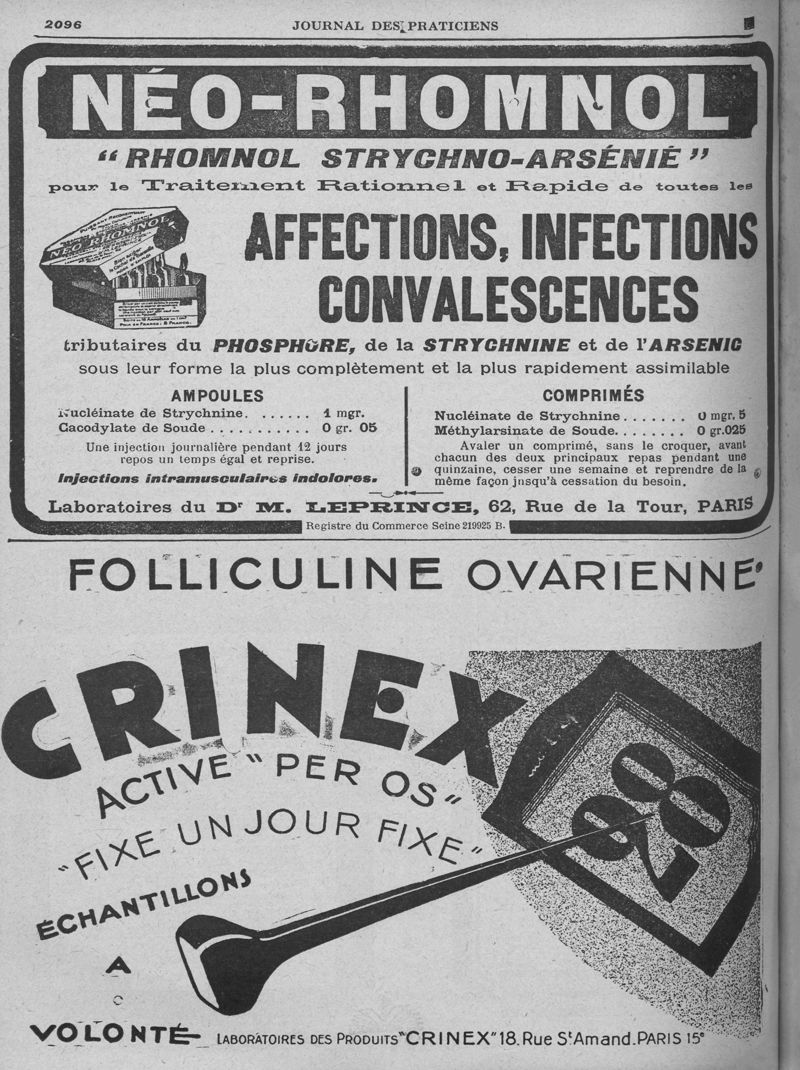 2096
JOURNAL DES PRATICIENS
NÉO-RHOMNOL
“RHOMNOL STRYCHNO-ARSÉNIÉ”
pour le Traitement Rationnel et Rapide de toutes les
NÉO-RHOMNOL
AFFECTIONS, INFECTIONS
CONVALESCENCES
tributaires du PHOSPHORE, de la STRYCHNINE et de l'ARSENIC
sous leur forme la plus complètement et la plus rapidement assimilable
AMPOULES
Nucléinate de Strychnine. ...... 1 mgr.
Cacodylate de Soude ........... 0 gr. 05
Une injection journalière pendant 12 jours
repos un temps égal et reprise.
Injections intramusculaires indolores.
COMPRIMÉS
Nucléinate de Strychnine....... 0 mgr. 5
Méthylarsinate de Soude........ 0 gr.025
Avaler un comprimé, sans le croquer, avant
chacun des deux principaux repas pendant une
quinzaine, cesser une semaine et reprendre de la
même façon jusqu'à cessation du besoin.
Laboratoires du Dr M. LEPRINCE, 62, Rue de la Tour, PARIS
Registre du Commerce Seine 219925 B.
FOLLICULINE OVARIENNE
CRINEX
ACTIVE "PER OS"
"FIXE UN JOUR FIXE"
28
ÉCHANTILLONS
A
VOLONTÉ
LABORATOIRES DES PRODUITS "CRINEX" 18. Rue St Amand. PARIS 15e